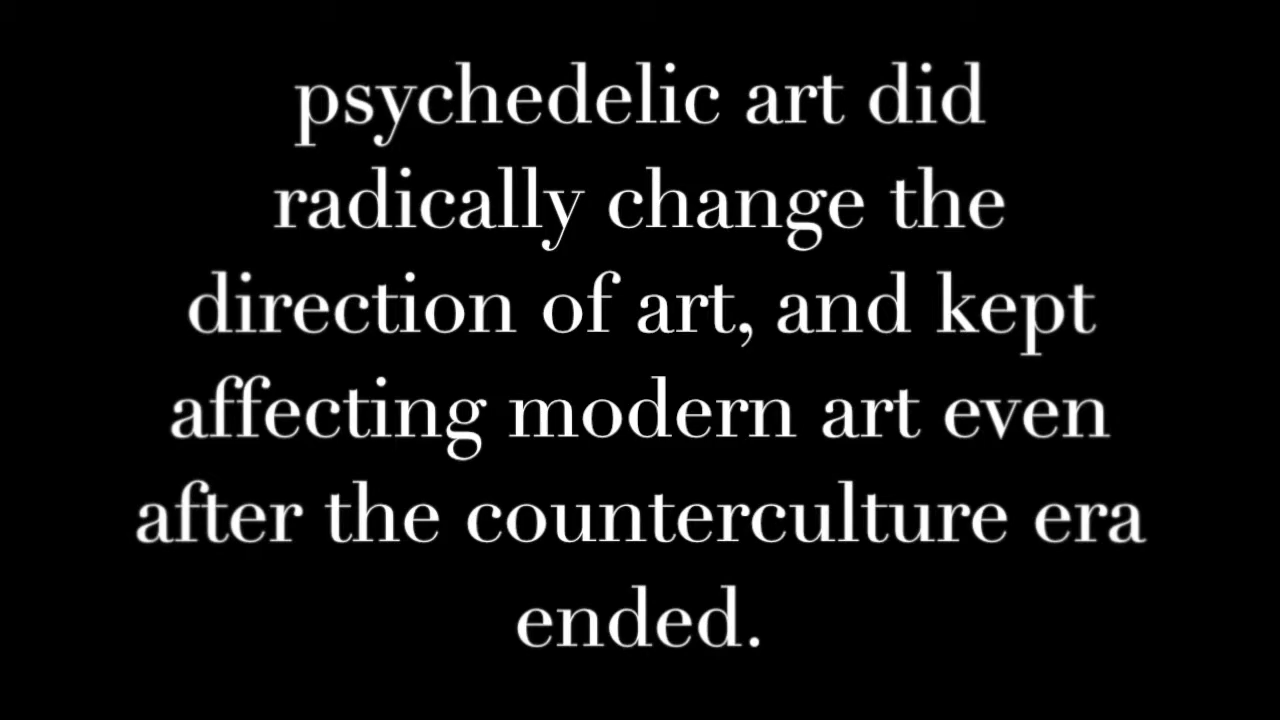 psychedelic art did
radically change the
direction of art, and kept
affecting modern art even
after the counterculture era
ended.